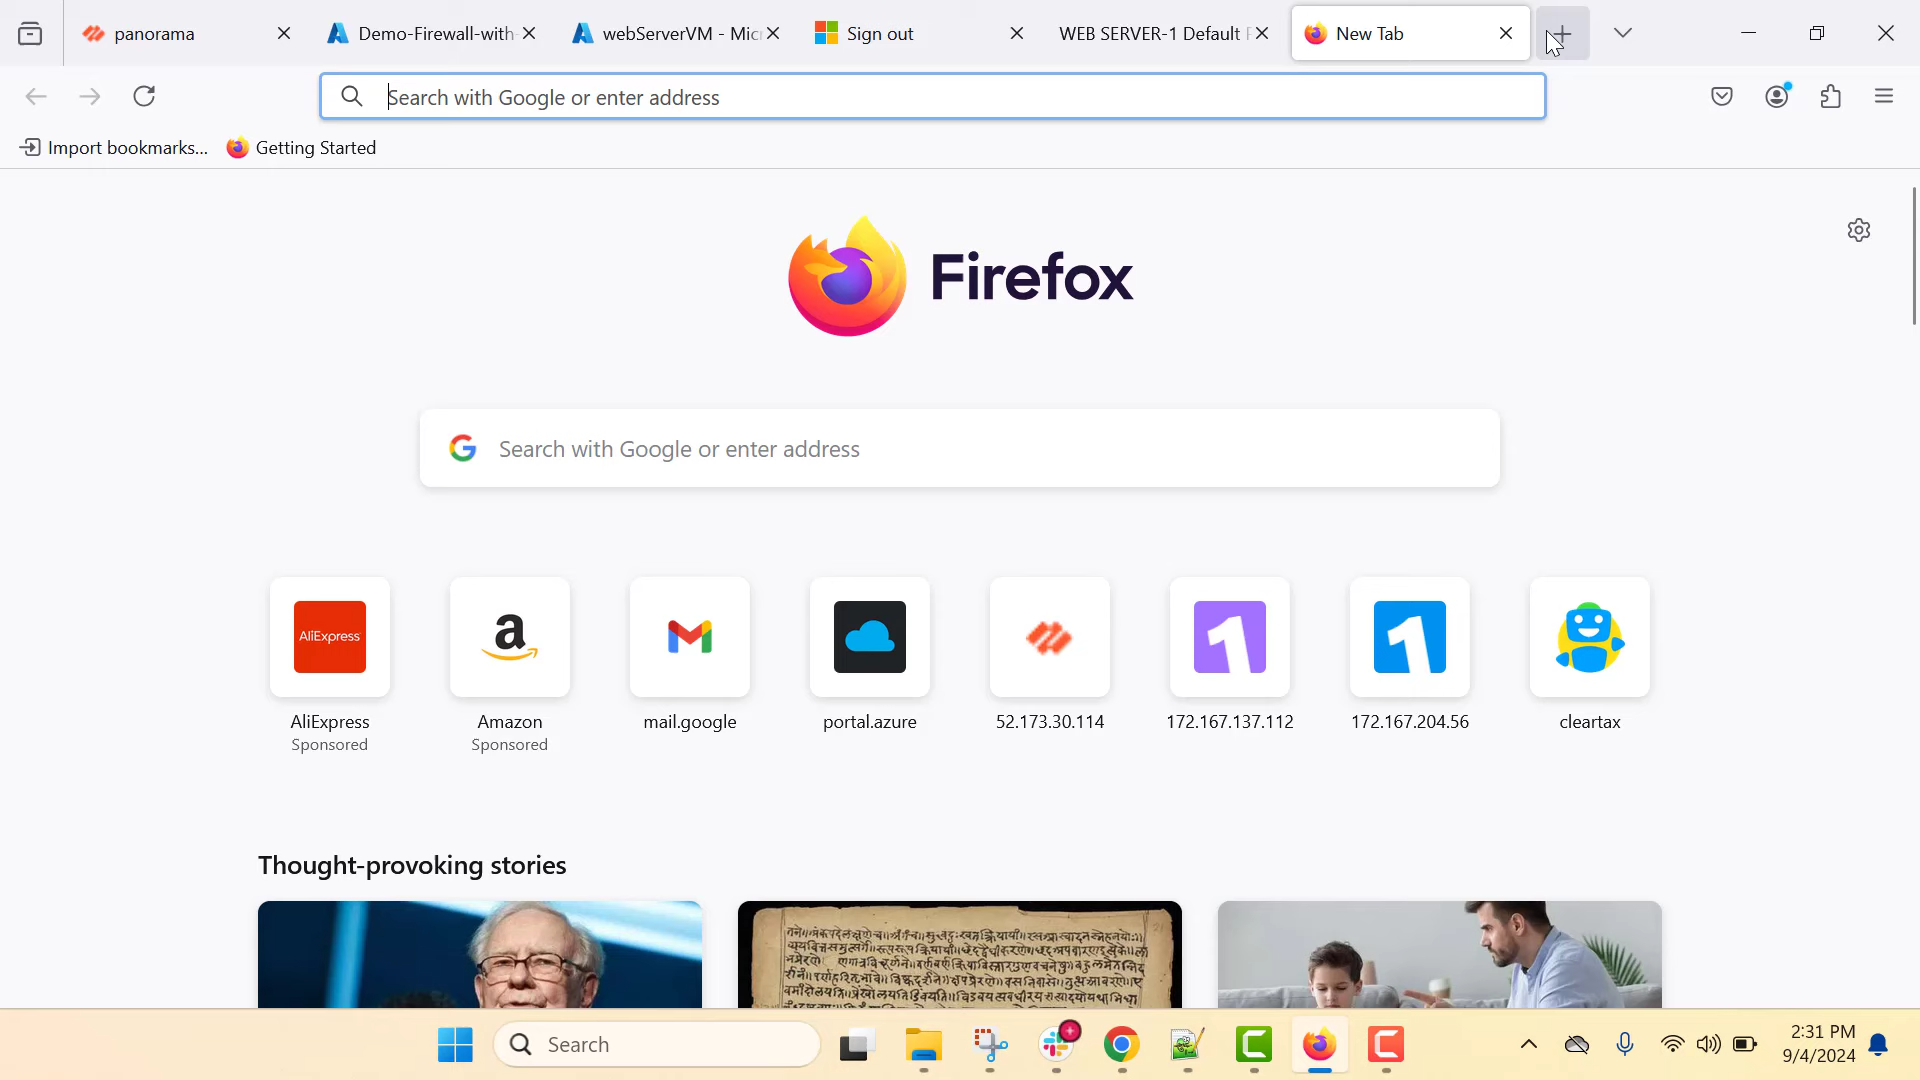 panorama
Demo-Firewall-with-
webServerVM - Mic
Sign out
WEB SERVER-1 Default
New Tab
Search with Google or enter address
Import bookmarks...
Getting Started
Firefox
Search with Google or enter address
AliExpress
AliExpress
Sponsored
Amazon
Sponsored
mail.google
portal.azure
52.173.30.114
172.167.137.112
172.167.204.56
cleartax
Thought-provoking stories
Search
2:31 PM
9/4/2024